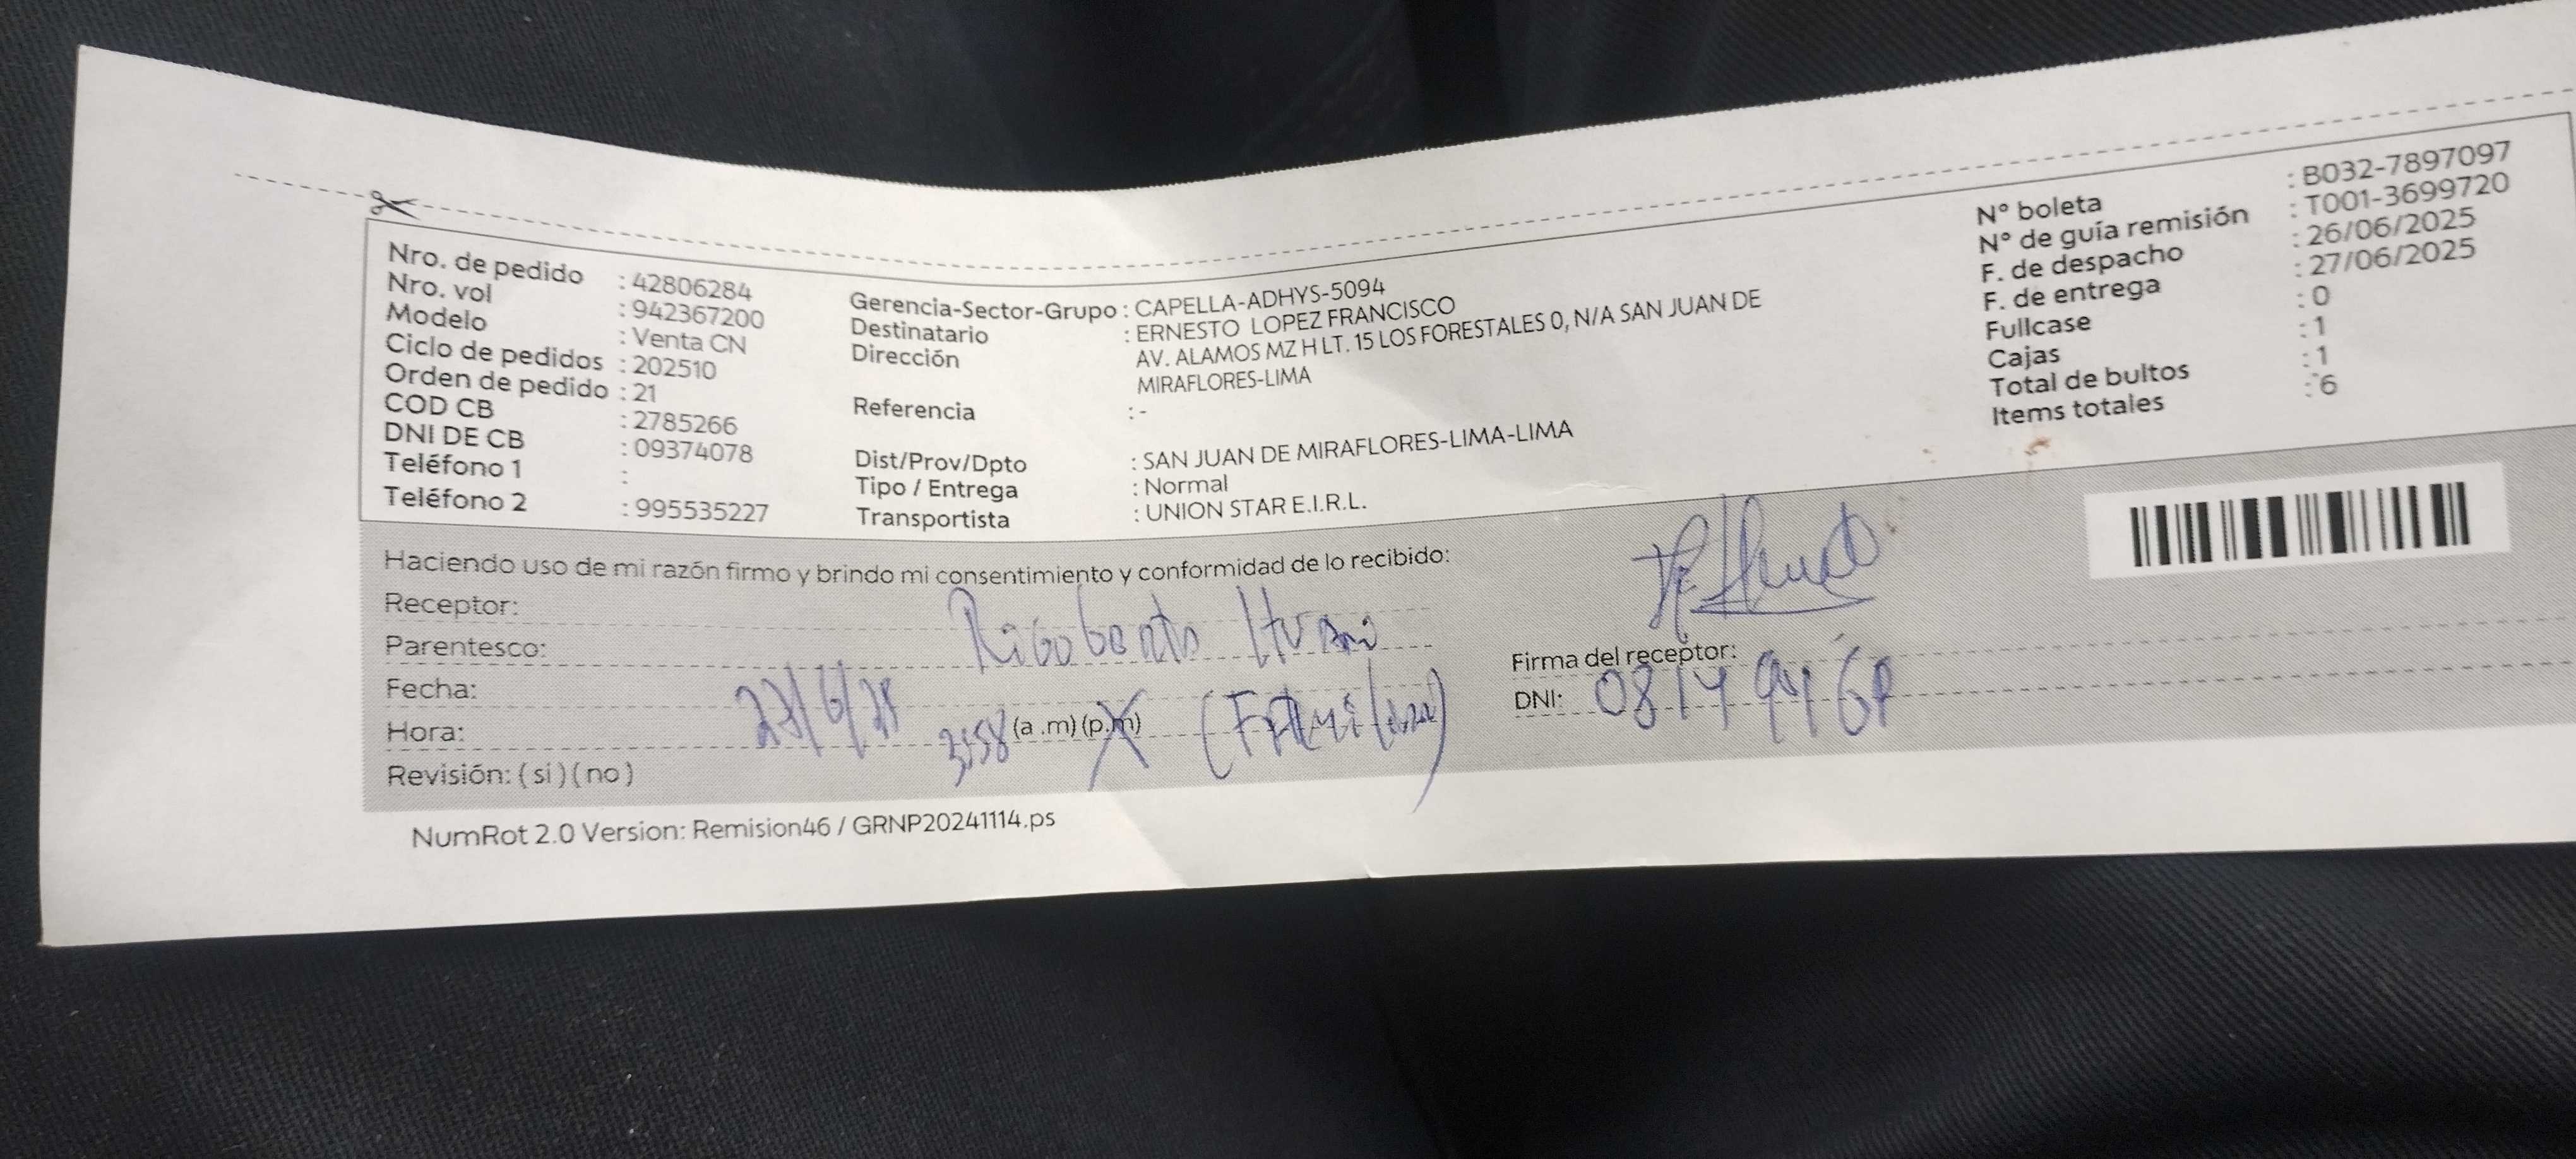 Nro. de pedido : 42806284
Nro. vol : 942367200
Modelo : Venta CN
Ciclo de pedidos : 202510
Orden de pedido : 21
COD CB : 2785266
DNI DE CB : 09374078
Teléfono 1 :
Teléfono 2 : 995535227
Gerencia-Sector-Grupo : CAPELLA-ADHYS-5094
Destinatario : ERNESTO LOPEZ FRANCISCO
Dirección AV. ALAMOS MZ H LT. 15 LOS FORESTALES 0, N/A SAN JUAN DE
MIRAFLORES-LIMA
Referencia : -
Dist/Prov/Dpto : SAN JUAN DE MIRAFLORES-LIMA-LIMA
Tipo / Entrega : Normal
Transportista : UNION STAR E.I.R.L.
N° boleta : B032-7897097
N° de guía remisión : T001-3699720
F. de despacho : 26/06/2025
F. de entrega : 27/06/2025
Fullcase : 0
Cajas : 1
Total de bultos : 1
Items totales : 6
Haciendo uso de mi razón firmo y brindo mi consentimiento y conformidad de lo recibido:
Receptor: Rigoberto
Parentesco:
Fecha: 27/6/25
Hora: 3:58 (a .m) (p.m)
Revisión: ( si ) ( no )
Firma del receptor:
DNI:
NumRot 2.0 Version: Remision46 / GRNP20241114.ps